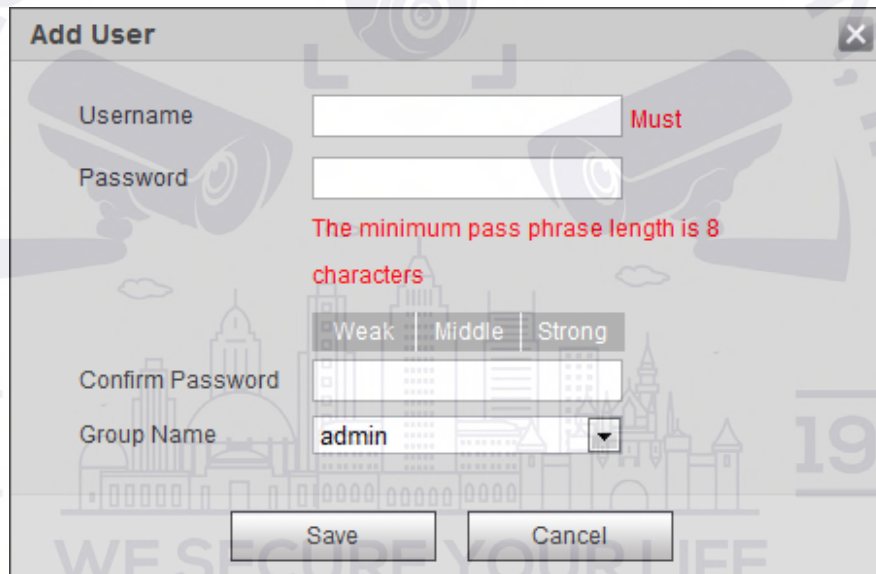 Add User
Username
Must
Password
The minimum pass phrase length is 8
characters
Weak Middle Strong
Confirm Password
Group Name
admin
19
Save Cancel
WE SECURE YOUR LIFE